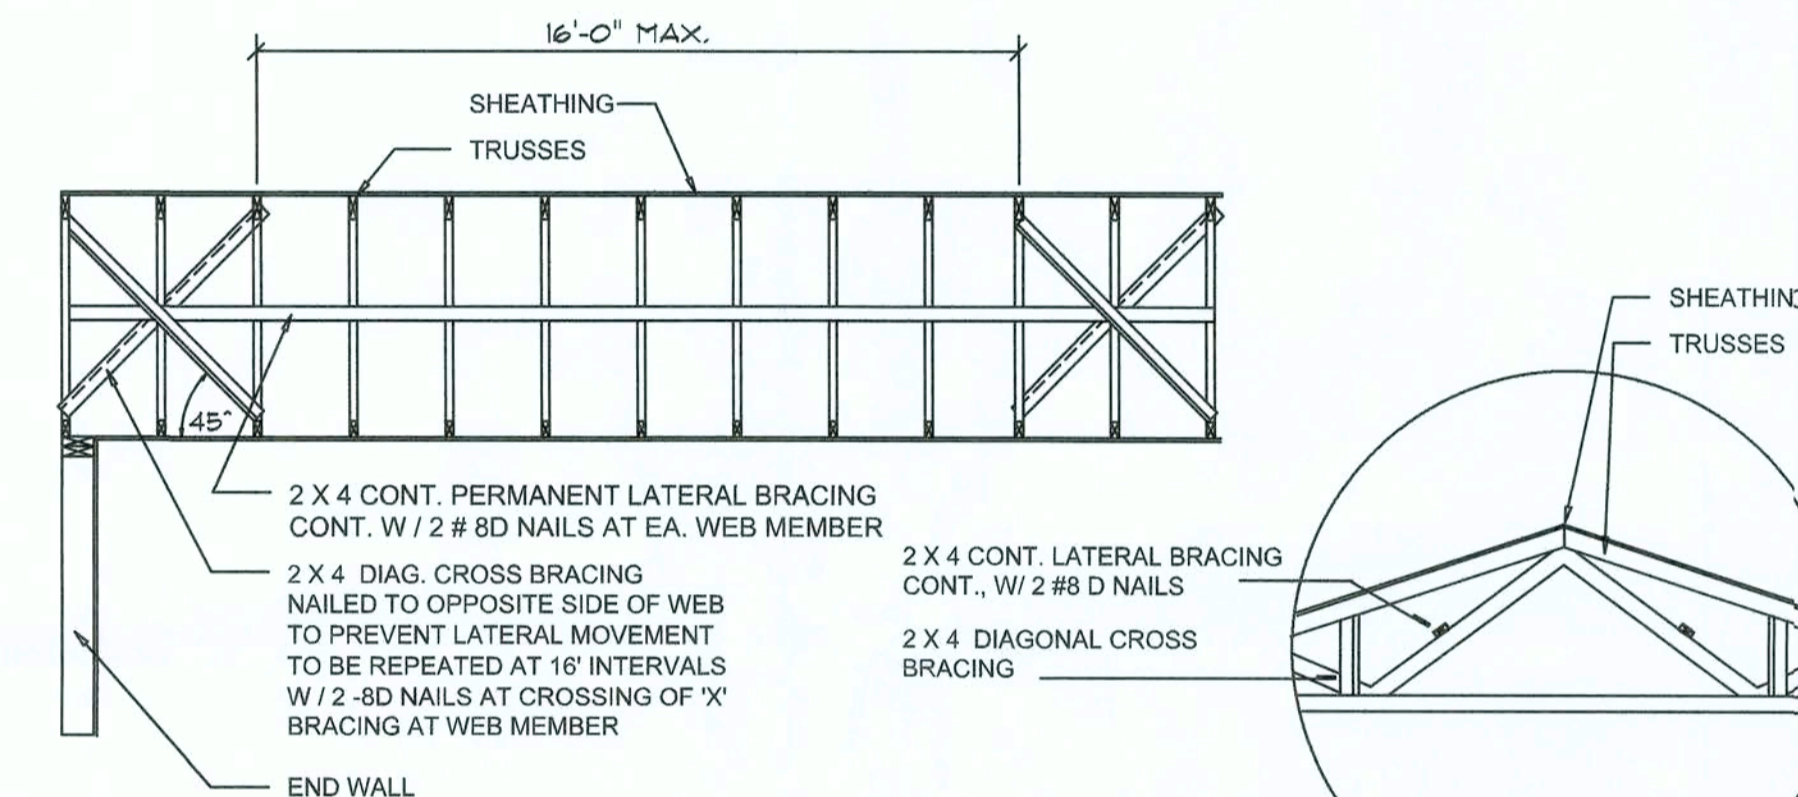 16'-0" MAX.
SHEATHING
TRUSSES
45°
2 X 4 CONT. PERMANENT LATERAL BRACING
CONT. W / 2 # 8D NAILS AT EA. WEB MEMBER
2 X 4 DIAG. CROSS BRACING
NAILED TO OPPOSITE SIDE OF WEB
TO PREVENT LATERAL MOVEMENT
TO BE REPEATED AT 16' INTERVALS
W / 2 -8D NAILS AT CROSSING OF 'X'
BRACING AT WEB MEMBER
END WALL
SHEATHIN
TRUSSES
2 X 4 CONT. LATERAL BRACING
CONT., W/ 2 #8 D NAILS
2 X 4 DIAGONAL CROSS
BRACING